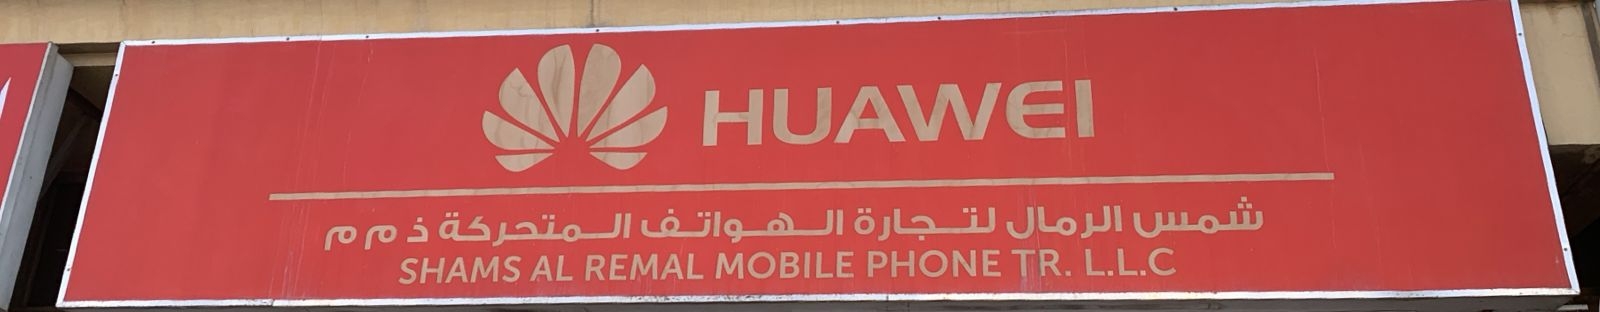 HUAWEI
شمس الرمال لتجارة الهواتف المتحركة ذ م م
SHAMS AL REMAL MOBILE PHONE TR. L.L.C